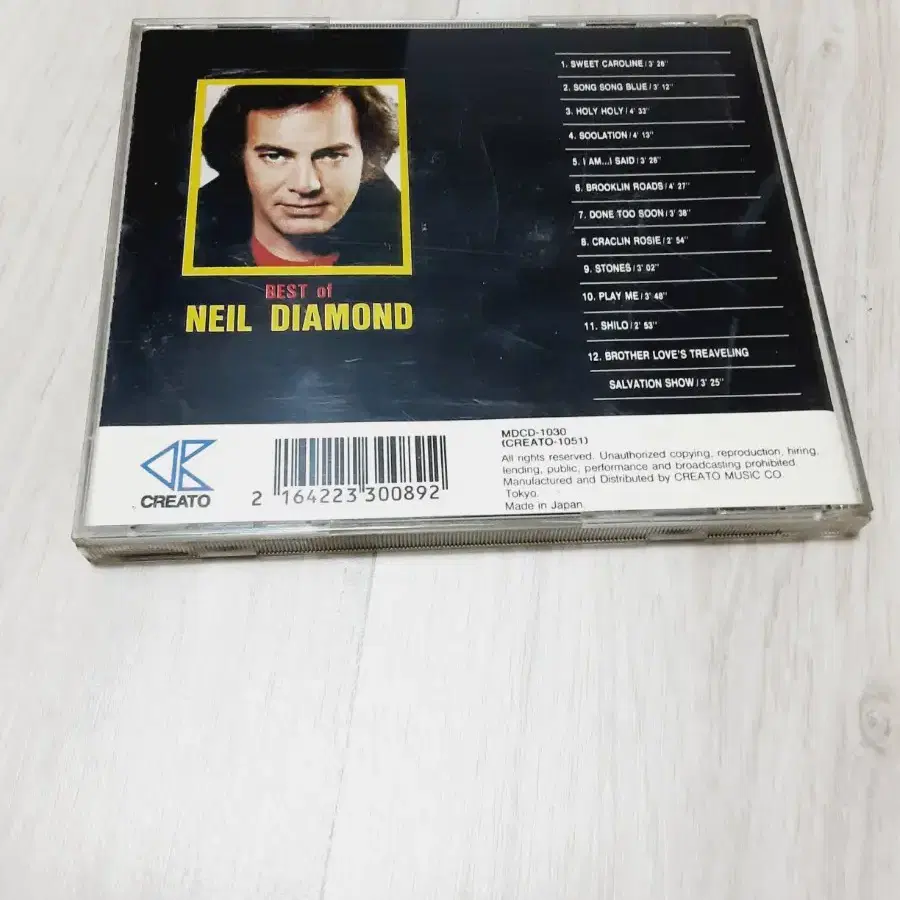 BEST of
NEIL DIAMOND
1. SWEET CAROLINE / 3' 26"
2. SONG SONG BLUE / 3' 12"
3. HOLY HOLY / 4' 33"
4. SOOLATION / 4' 13"
5. I AM...I SAID / 3' 26"
6. BROOKLIN ROADS / 4' 27"
7. DONE TOO SOON / 3' 38"
8. CRACLIN ROSIE / 2' 54"
9. STONES / 3' 02"
10. PLAY ME / 3' 48"
11. SHILO / 2' 53"
12. BROTHER LOVE'S TREAVELING
SALVATION SHOW / 3' 25"
CREATO
2 164223 300892
MDCD-1030
(CREATO-1051)
All rights reserved. Unauthorized copying, reproduction, hiring,
lending, public, performance and broadcasting prohibited.
Manufactured and Distributed by CREATO MUSIC CO.
Tokyo.
Made in Japan.